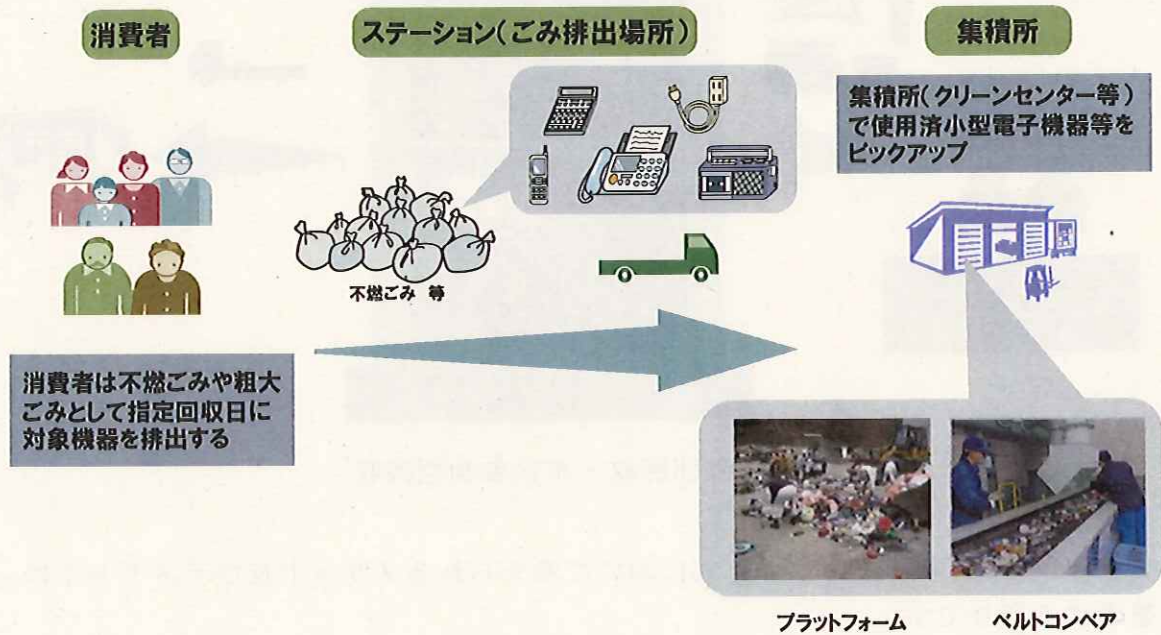 消費者
ステーション(ごみ排出場所)
集積所
集積所(クリーンセンター等)
で使用済小型電子機器等を
ピックアップ
不燃ごみ 等
消費者は不燃ごみや粗大
ごみとして指定回収日に
対象機器を排出する
プラットフォーム
ベルトコンベア